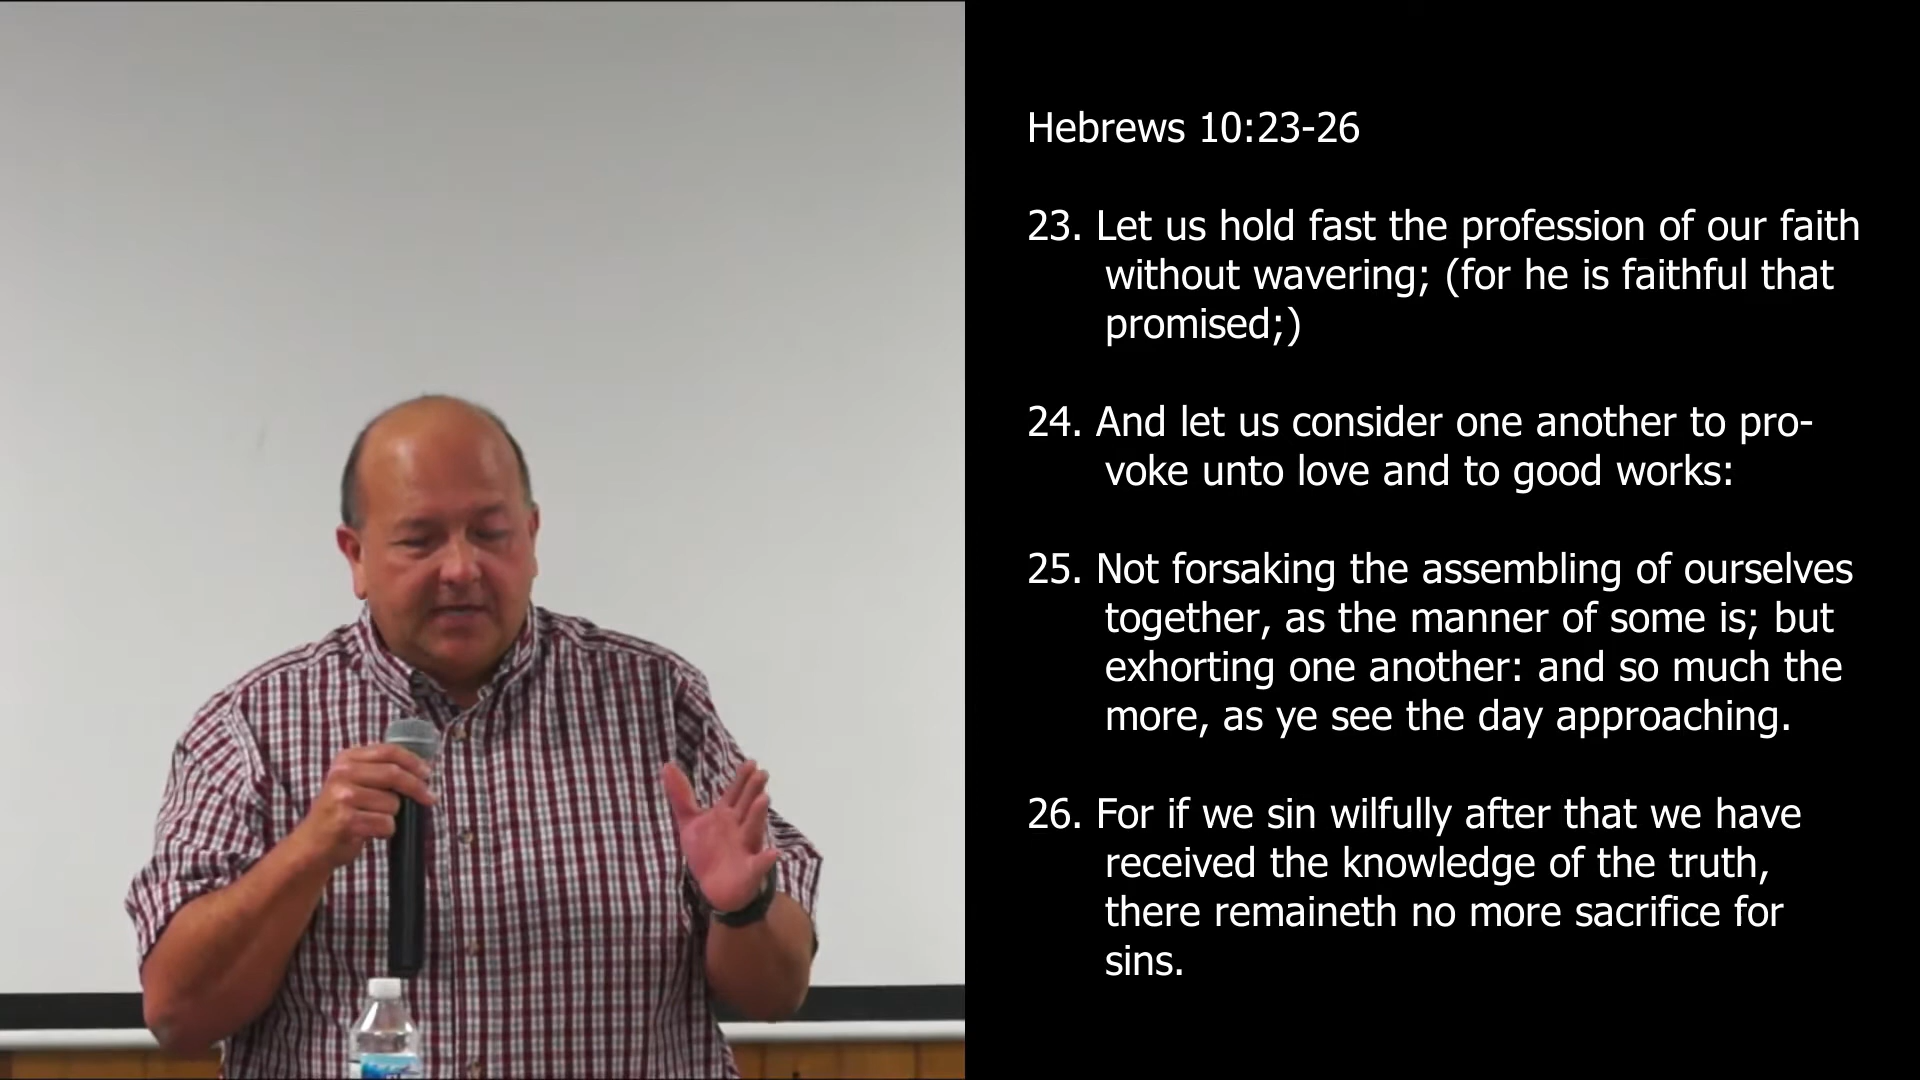 Hebrews 10:23-26
23. Let us hold fast the profession of our faith
without wavering; (for he is faithful that
promised;)
24. And let us consider one another to pro-
voke unto love and to good works:
25. Not forsaking the assembling of ourselves
together, as the manner of some is; but
exhorting one another: and so much the
more, as ye see the day approaching.
26. For if we sin wilfully after that we have
received the knowledge of the truth,
there remaineth no more sacrifice for
sins.